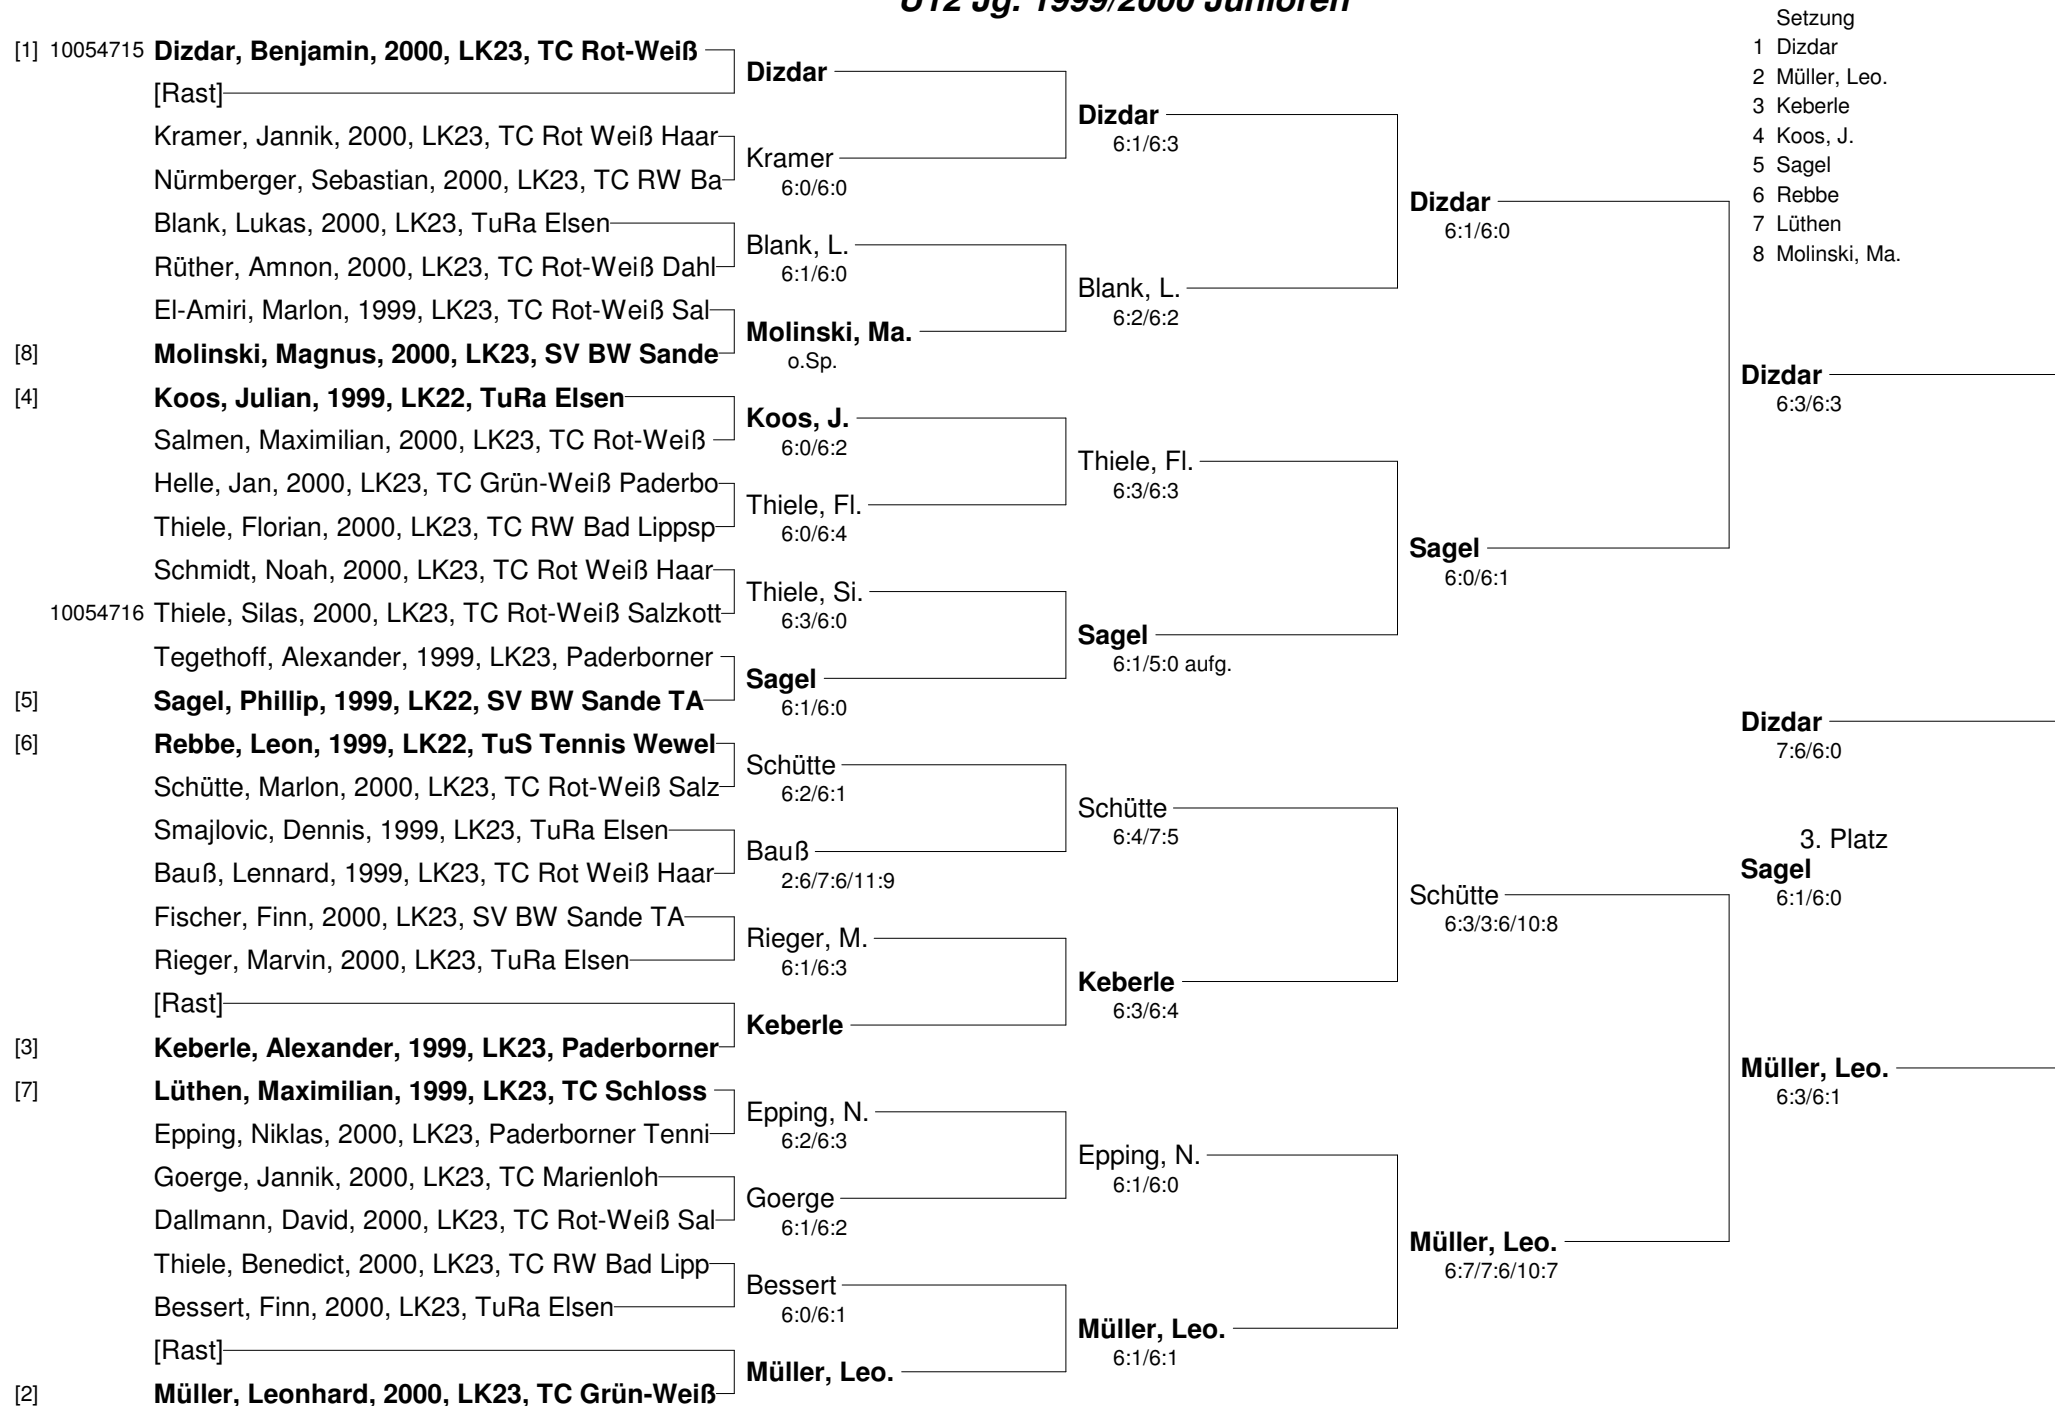 U12 Jg. 1999/2000 Junioren
Setzung
1 Dizdar
2 Müller, Leo.
3 Keberle
4 Koos, J.
5 Sagel
6 Rebbe
7 Lüthen
8 Molinski, Ma.
[1] 10054715 Dizdar, Benjamin, 2000, LK23, TC Rot-Weiß
[Rast]
Kramer, Jannik, 2000, LK23, TC Rot Weiß Haar
Nürmberger, Sebastian, 2000, LK23, TC RW Ba
Blank, Lukas, 2000, LK23, TuRa Elsen
Rüther, Amnon, 2000, LK23, TC Rot-Weiß Dahl
El-Amiri, Marlon, 1999, LK23, TC Rot-Weiß Sal
[8] Molinski, Magnus, 2000, LK23, SV BW Sande
[4] Koos, Julian, 1999, LK22, TuRa Elsen
Salmen, Maximilian, 2000, LK23, TC Rot-Weiß
Helle, Jan, 2000, LK23, TC Grün-Weiß Paderbo
Thiele, Florian, 2000, LK23, TC RW Bad Lippsp
Schmidt, Noah, 2000, LK23, TC Rot Weiß Haar
10054716 Thiele, Silas, 2000, LK23, TC Rot-Weiß Salzkott
Tegethoff, Alexander, 1999, LK23, Paderborner
[5] Sagel, Phillip, 1999, LK22, SV BW Sande TA
[6] Rebbe, Leon, 1999, LK22, TuS Tennis Wewel
Schütte, Marlon, 2000, LK23, TC Rot-Weiß Salz
Smajlovic, Dennis, 1999, LK23, TuRa Elsen
Bauß, Lennard, 1999, LK23, TC Rot Weiß Haar
Fischer, Finn, 2000, LK23, SV BW Sande TA
Rieger, Marvin, 2000, LK23, TuRa Elsen
[Rast]
[3] Keberle, Alexander, 1999, LK23, Paderborner
[7] Lüthen, Maximilian, 1999, LK23, TC Schloss
Epping, Niklas, 2000, LK23, Paderborner Tenni
Goerge, Jannik, 2000, LK23, TC Marienloh
Dallmann, David, 2000, LK23, TC Rot-Weiß Sal
Thiele, Benedict, 2000, LK23, TC RW Bad Lipp
Bessert, Finn, 2000, LK23, TuRa Elsen
[Rast]
[2] Müller, Leonhard, 2000, LK23, TC Grün-Weiß
Dizdar
Kramer
6:0/6:0
Blank, L.
6:1/6:0
Molinski, Ma.
o.Sp.
Koos, J.
6:0/6:2
Thiele, Fl.
6:0/6:4
Thiele, Si.
6:3/6:0
Sagel
6:1/6:0
Schütte
6:2/6:1
Bauß
2:6/7:6/11:9
Rieger, M.
6:1/6:3
Keberle
Epping, N.
6:2/6:3
Goerge
6:1/6:2
Bessert
6:0/6:1
Müller, Leo.
Dizdar
6:1/6:3
Blank, L.
6:2/6:2
Thiele, Fl.
6:3/6:3
Sagel
6:1/5:0 aufg.
Schütte
6:4/7:5
Keberle
6:3/6:4
Epping, N.
6:1/6:0
Müller, Leo.
6:1/6:1
Dizdar
6:1/6:0
Sagel
6:0/6:1
Schütte
6:3/3:6/10:8
Müller, Leo.
6:7/7:6/10:7
Dizdar
6:3/6:3
Dizdar
7:6/6:0
3. Platz
Sagel
6:1/6:0
Müller, Leo.
6:3/6:1